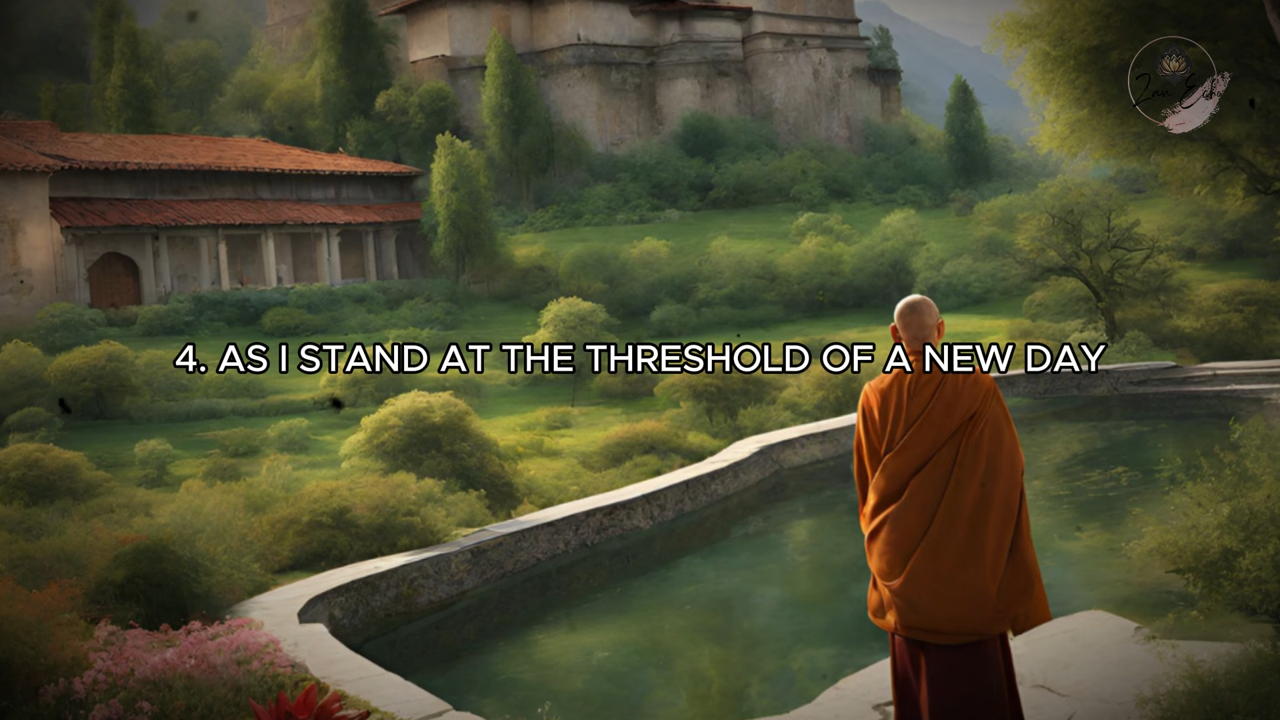 4. AS I STAND AT THE THRESHOLD OF A NEW DAY